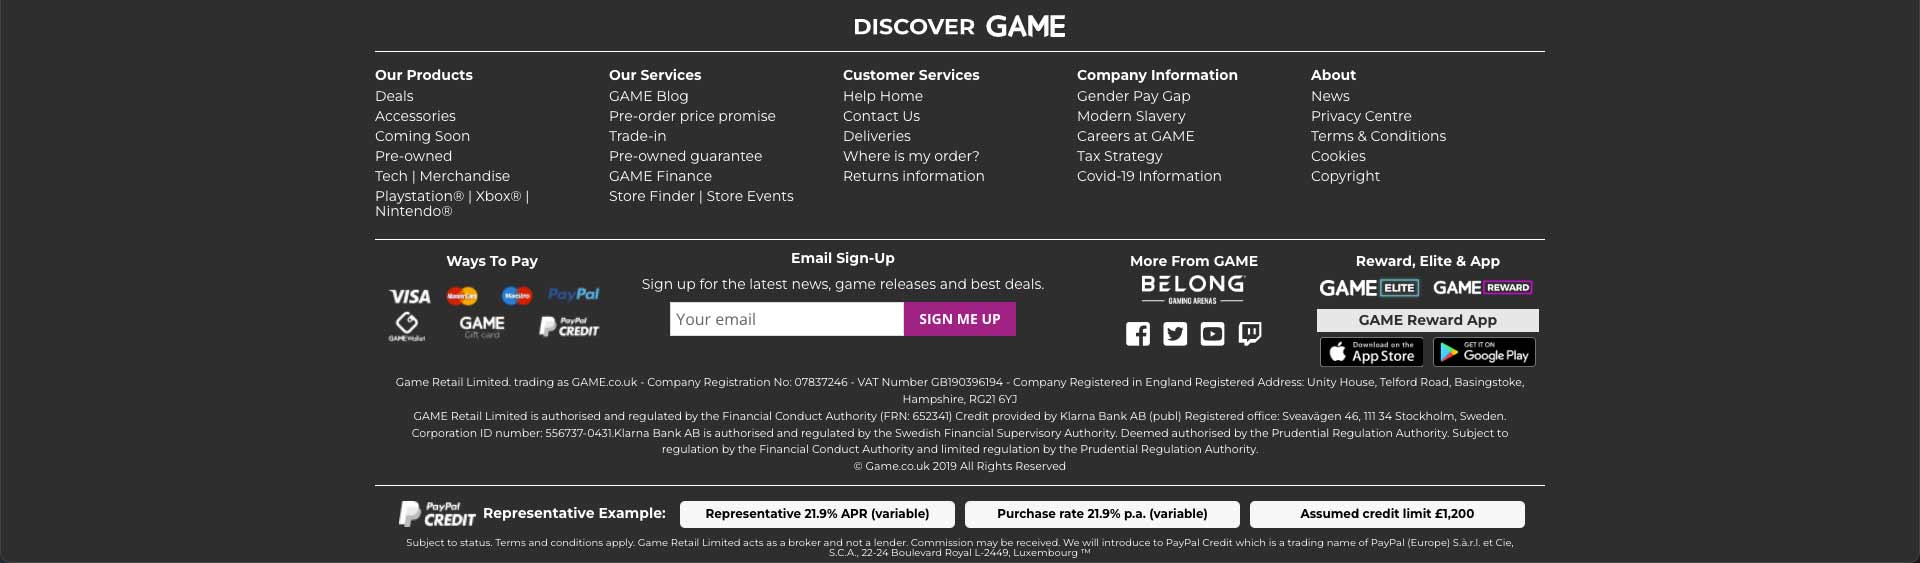 DISCOVER GAME
Our Products
Deals
Accessories
Coming Soon
Pre-owned
Tech | Merchandise
Playstation® | Xbox® |
Nintendo®
Our Services
GAME Blog
Pre-order price promise
Trade-in
Pre-owned guarantee
GAME Finance
Store Finder | Store Events
Customer Services
Help Home
Contact Us
Deliveries
Where is my order?
Returns information
Company Information
Gender Pay Gap
Modern Slavery
Careers at GAME
Tax Strategy
Covid-19 Information
About
News
Privacy Centre
Terms & Conditions
Cookies
Copyright
Ways To Pay
VISA MasterCard Maestro PayPal
GAMEWallet
GAME
Gift card
PayPal
CREDIT
Email Sign-Up
Sign up for the latest news, game releases and best deals.
Your email
SIGN ME UP
More From GAME
BELONG
GAMING ARENAS
Reward, Elite & App
GAME ELITE GAME REWARD
GAME Reward App
Download on the
App Store
GET IT ON
Google Play
Game Retail Limited. trading as GAME.co.uk - Company Registration No: 07837246 - VAT Number GB190396194 - Company Registered in England Registered Address: Unity House, Telford Road, Basingstoke,
Hampshire, RG21 6YJ
GAME Retail Limited is authorised and regulated by the Financial Conduct Authority (FRN: 652341) Credit provided by Klarna Bank AB (publ) Registered office: Sveavägen 46, 111 34 Stockholm, Sweden.
Corporation ID number: 556737-0431.Klarna Bank AB is authorised and regulated by the Swedish Financial Supervisory Authority. Deemed authorised by the Prudential Regulation Authority. Subject to
regulation by the Financial Conduct Authority and limited regulation by the Prudential Regulation Authority.
© Game.co.uk 2019 All Rights Reserved
PayPal
CREDIT
Representative Example:
Representative 21.9% APR (variable)
Purchase rate 21.9% p.a. (variable)
Assumed credit limit £1,200
Subject to status. Terms and conditions apply. Game Retail Limited acts as a broker and not a lender. Commission may be received. We will introduce to PayPal Credit which is a trading name of PayPal (Europe) S.à.r.l. et Cie,
S.C.A., 22-24 Boulevard Royal L-2449, Luxembourg ™